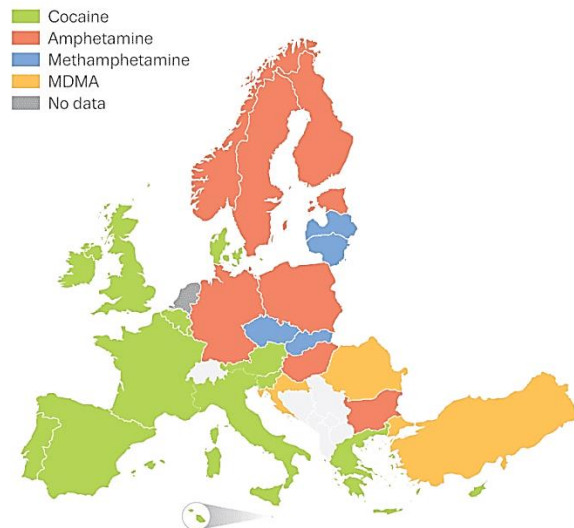 Cocaine
Amphetamine
Methamphetamine
MDMA
No data